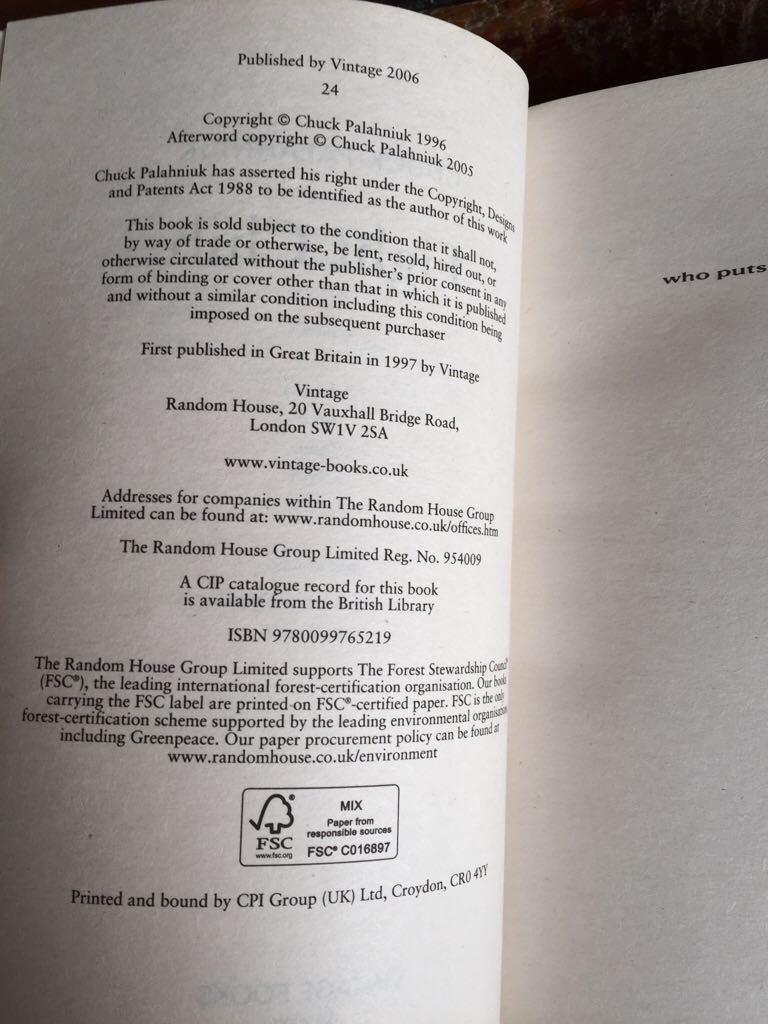 Published by Vintage 2006
24
Copyright © Chuck Palahniuk 1996
Afterword copyright © Chuck Palahniuk 2005
Chuck Palahniuk has asserted his right under the Copyright, Designs
and Patents Act 1988 to be identified as the author of this work
This book is sold subject to the condition that it shall not,
by way of trade or otherwise, be lent, resold, hired out, or
otherwise circulated without the publisher's prior consent in any
form of binding or cover other than that in which it is published
and without a similar condition including this condition being
imposed on the subsequent purchaser
First published in Great Britain in 1997 by Vintage
Vintage
Random House, 20 Vauxhall Bridge Road,
London SW1V 2SA
www.vintage-books.co.uk
Addresses for companies within The Random House Group
Limited can be found at: www.randomhouse.co.uk/offices.htm
The Random House Group Limited Reg. No. 954009
A CIP catalogue record for this book
is available from the British Library
ISBN 9780099765219
The Random House Group Limited supports The Forest Stewardship Council
(FSC®), the leading international forest-certification organisation. Our books
carrying the FSC label are printed on FSC®-certified paper. FSC is the only
forest-certification scheme supported by the leading environmental organisations,
including Greenpeace. Our paper procurement policy can be found at
www.randomhouse.co.uk/environment
FSC
www.fsc.org
MIX
Paper from
responsible sources
FSC® C016897
Printed and bound by CPI Group (UK) Ltd, Croydon, CR0 4YY
who puts